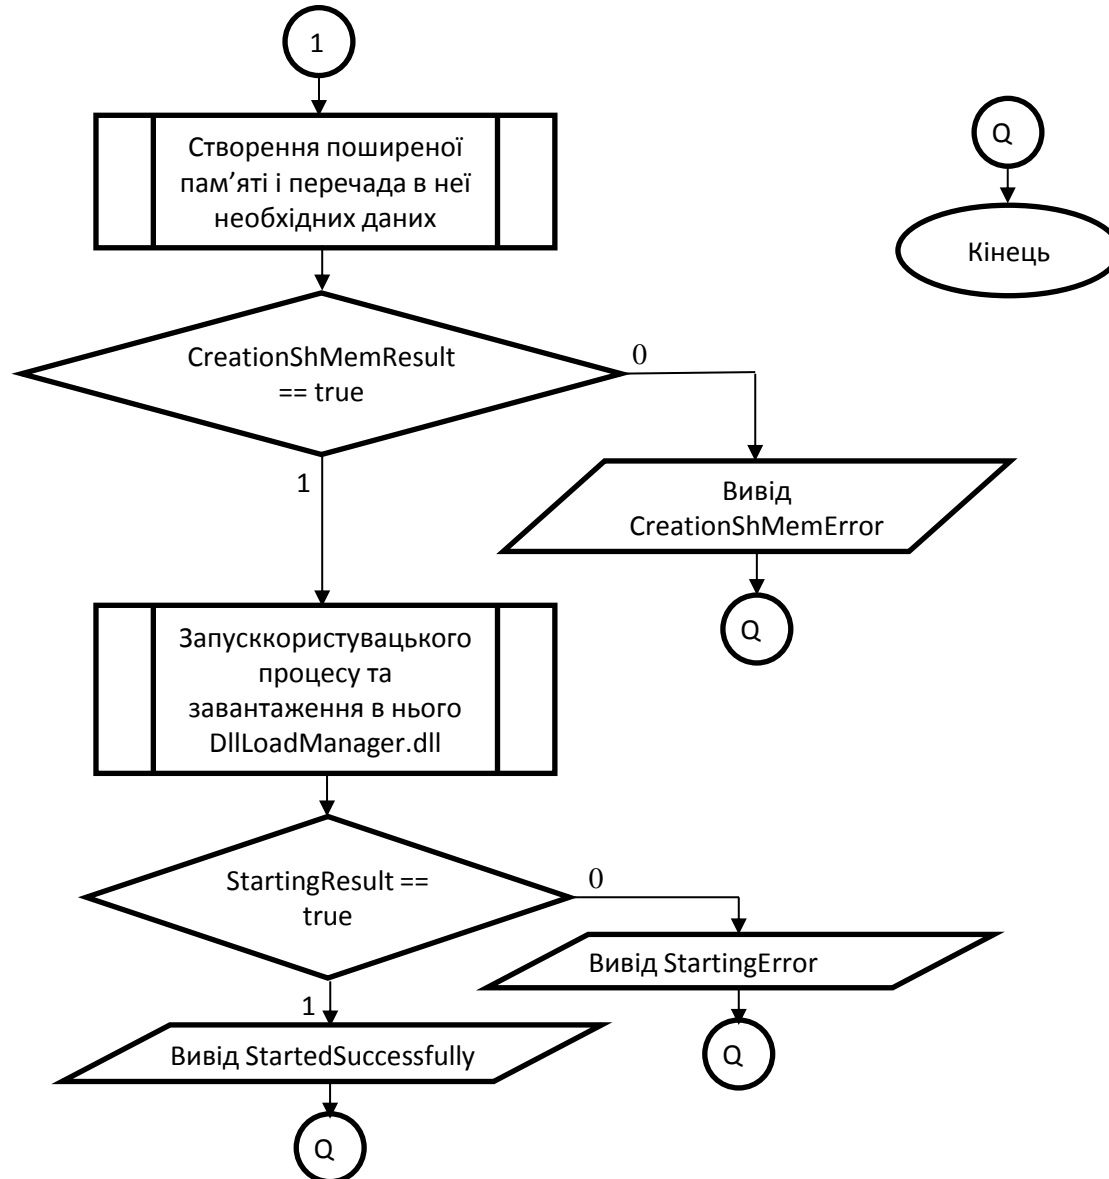 1
Створення поширеної
пам’яті і перечада в неї
необхідних даних
Q
Кінець
CreationShMemResult
== true
0
1
Вивід
CreationShMemError
Q
Запусккористувацького
процесу та
завантаження в нього
DllLoadManager.dll
StartingResult ==
true
0
1
Вивід StartingError
Q
Вивід StartedSuccessfully
Q